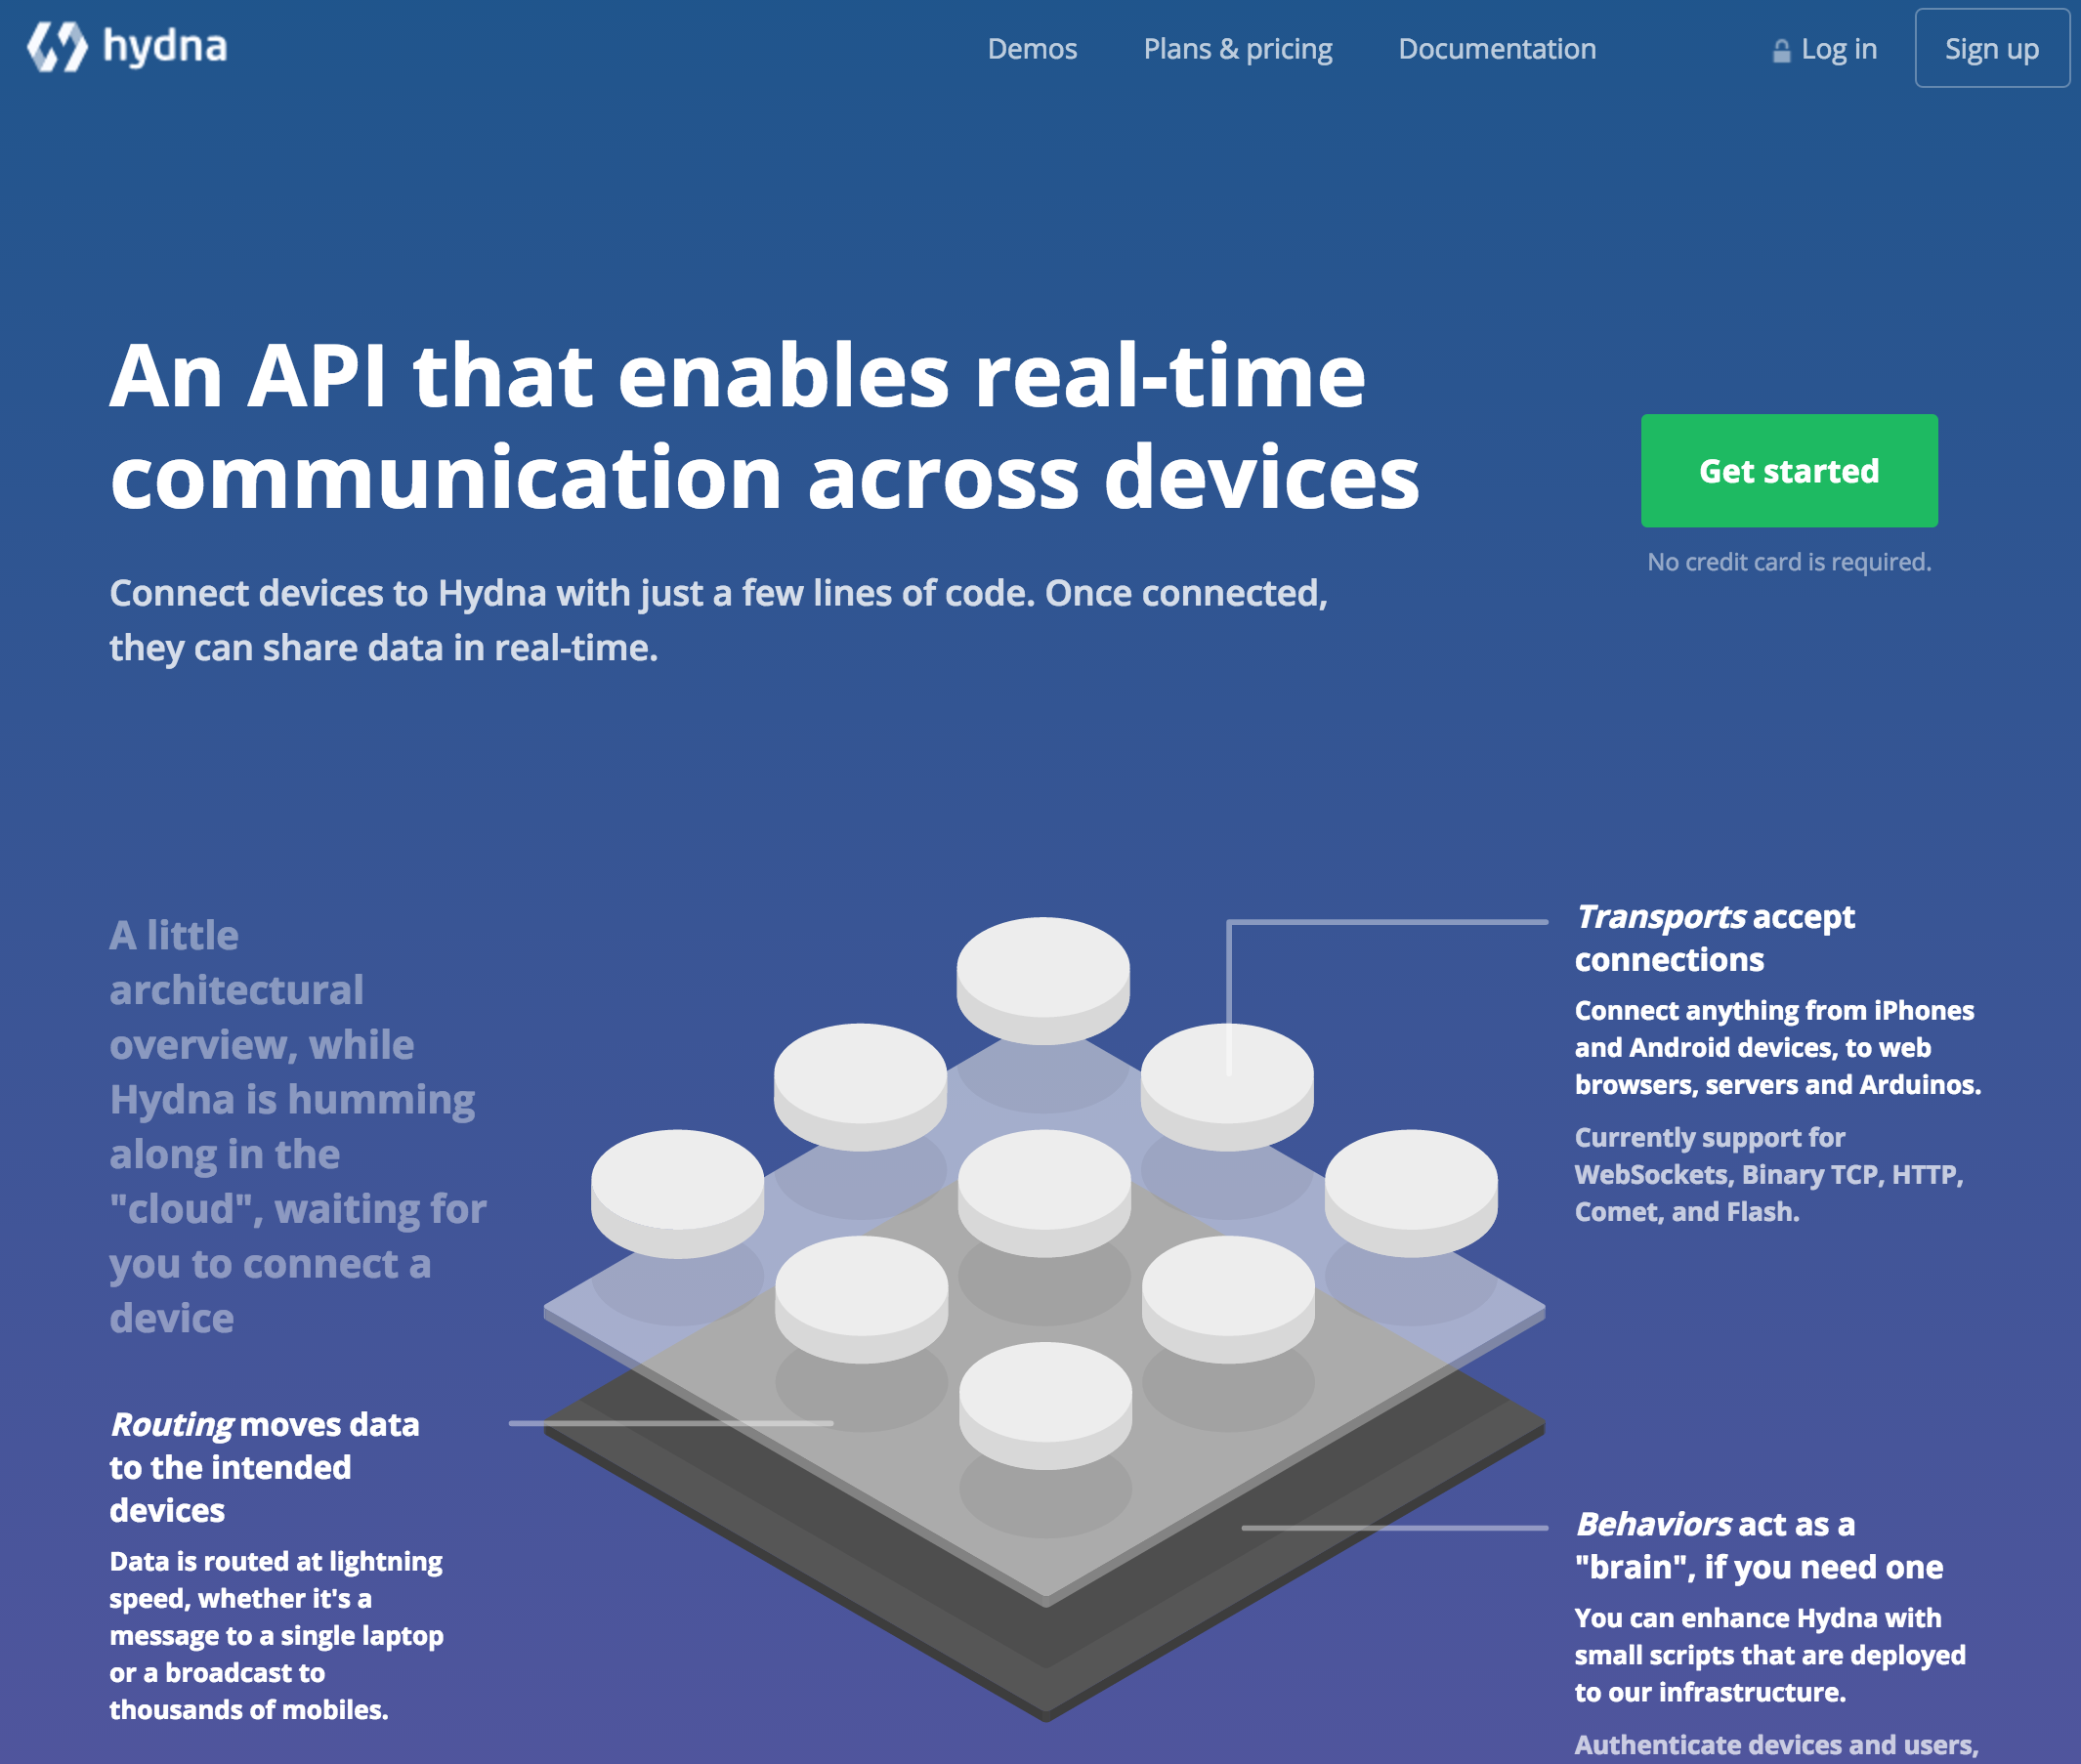 hydna
Demos
Plans & pricing
Documentation
Log in
Sign up
An API that enables real-time
communication across devices
Connect devices to Hydna with just a few lines of code. Once connected,
they can share data in real-time.
Get started
No credit card is required.
A little
architectural
overview, while
Hydna is humming
along in the
"cloud", waiting for
you to connect a
device
Transports accept
connections
Connect anything from iPhones
and Android devices, to web
browsers, servers and Arduinos.
Currently support for
WebSockets, Binary TCP, HTTP,
Comet, and Flash.
Routing moves data
to the intended
devices
Data is routed at lightning
speed, whether it's a
message to a single laptop
or a broadcast to
thousands of mobiles.
Behaviors act as a
"brain", if you need one
You can enhance Hydna with
small scripts that are deployed
to our infrastructure.
Authenticate devices and users,